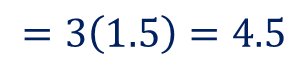 = 3(1.5) = 4.5